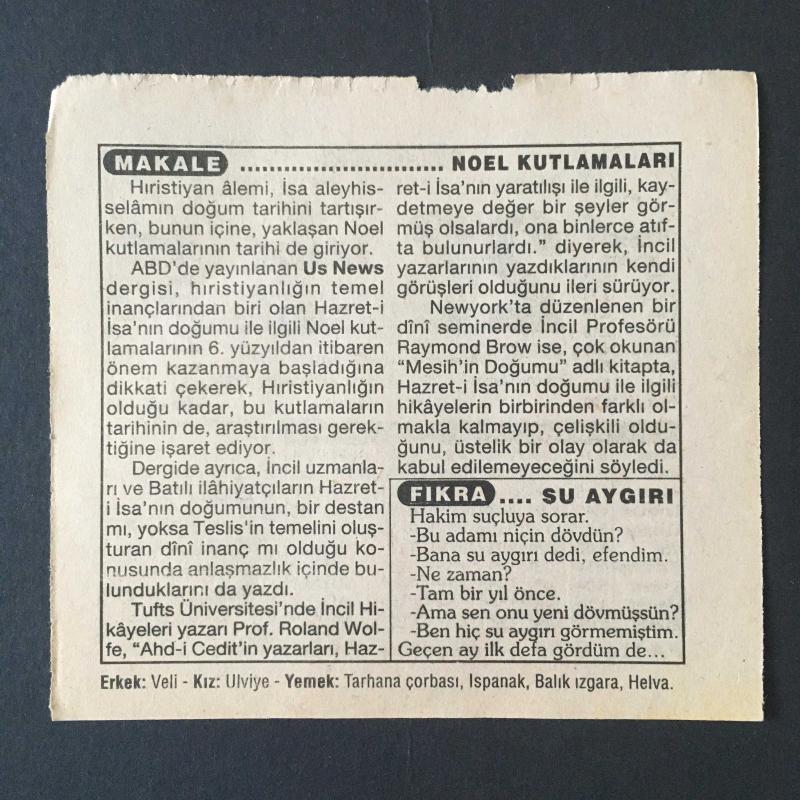 MAKALE ............................ NOEL KUTLAMALARI
Hıristiyan âlemi, İsa aleyhis-
selâmın doğum tarihini tartışır-
ken, bunun içine, yaklaşan Noel
kutlamalarının tarihi de giriyor.
ABD'de yayınlanan Us News
dergisi, hıristiyanlığın temel
inançlarından biri olan Hazret-i
İsa'nın doğumu ile ilgili Noel kut-
lamalarının 6. yüzyıldan itibaren
önem kazanmaya başladığına
dikkati çekerek, Hıristiyanlığın
olduğu kadar, bu kutlamaların
tarihinin de, araştırılması gerek-
tiğine işaret ediyor.
Dergide ayrıca, İncil uzmanla-
rı ve Batılı ilâhiyatçıların Hazret-
i İsa'nın doğumunun, bir destan
mı, yoksa Teslis'in temelini oluş-
turan dînî inanç mı olduğu ko-
nusunda anlaşmazlık içinde bu-
lunduklarını da yazdı.
Tufts Üniversitesi'nde İncil Hi-
kâyeleri yazarı Prof. Roland Wol-
fe, "Ahd-i Cedit'in yazarları, Haz-
ret-i İsa'nın yaratılışı ile ilgili, kay-
detmeye değer bir şeyler gör-
müş olsalardı, ona binlerce atıf-
ta bulunurlardı." diyerek, İncil
yazarlarının yazdıklarının kendi
görüşleri olduğunu ileri sürüyor.
Newyork'ta düzenlenen bir
dînî seminerde İncil Profesörü
Raymond Brow ise, çok okunan
"Mesih'in Doğumu" adlı kitapta,
Hazret-i İsa'nın doğumu ile ilgili
hikâyelerin birbirinden farklı ol-
makla kalmayıp, çelişkili oldu-
ğunu, üstelik bir olay olarak da
kabul edilemeyeceğini söyledi.
FIKRA .... SU AYGIRI
Hakim suçluya sorar.
-Bu adamı niçin dövdün?
-Bana su aygırı dedi, efendim.
-Ne zaman?
-Tam bir yıl önce.
-Ama sen onu yeni dövmüşsün?
-Ben hiç su aygırı görmemiştim.
Geçen ay ilk defa gördüm de...
Erkek: Veli - Kız: Ulviye - Yemek: Tarhana çorbası, Ispanak, Balık ızgara, Helva.